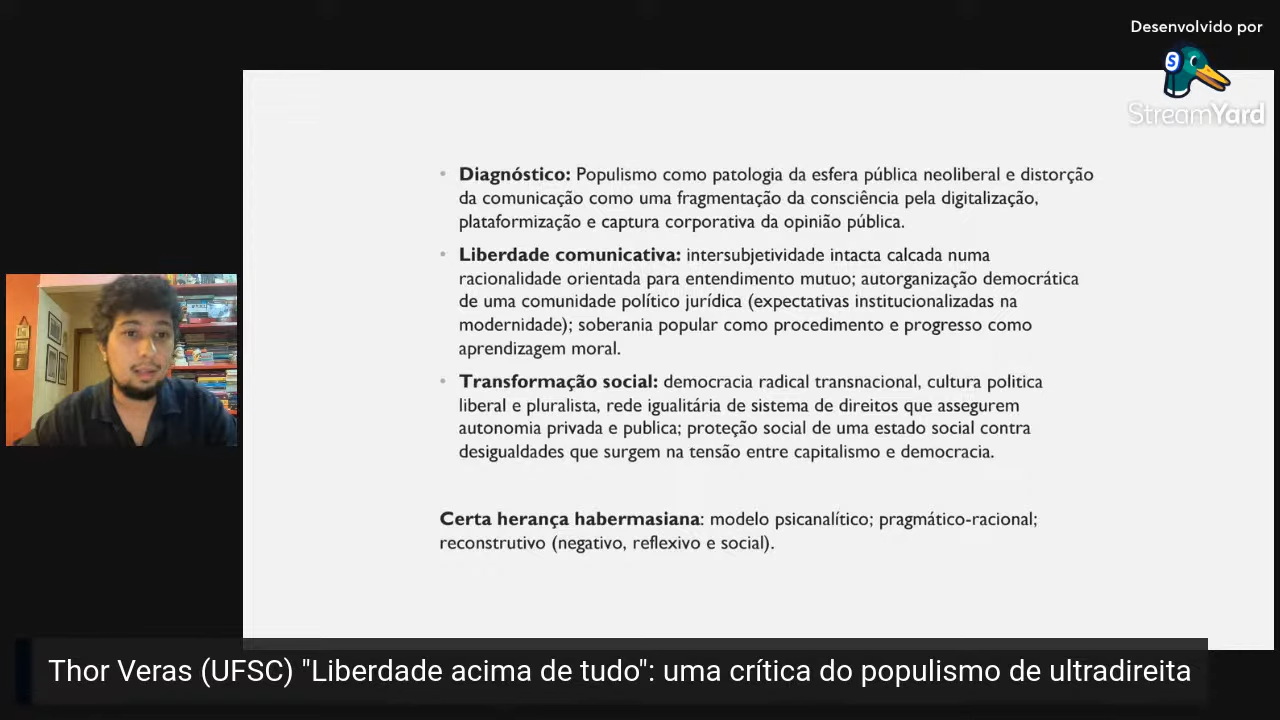 Desenvolvido por
S
StreamYard
• Diagnóstico: Populismo como patologia da esfera pública neoliberal e distorção
da comunicação como uma fragmentação da consciência pela digitalização,
plataformização e captura corporativa da opinião pública.
• Liberdade comunicativa: intersubjetividade intacta calcada numa
racionalidade orientada para entendimento mutuo; autorganização democrática
de uma comunidade político jurídica (expectativas institucionalizadas na
modernidade); soberania popular como procedimento e progresso como
aprendizagem moral.
• Transformação social: democracia radical transnacional, cultura politica
liberal e pluralista, rede igualitária de sistema de direitos que assegurem
autonomia privada e publica; proteção social de uma estado social contra
desigualdades que surgem na tensão entre capitalismo e democracia.
Certa herança habermasiana: modelo psicanalítico; pragmático-racional;
reconstrutivo (negativo, reflexivo e social).
Thor Veras (UFSC) "Liberdade acima de tudo": uma crítica do populismo de ultradireita